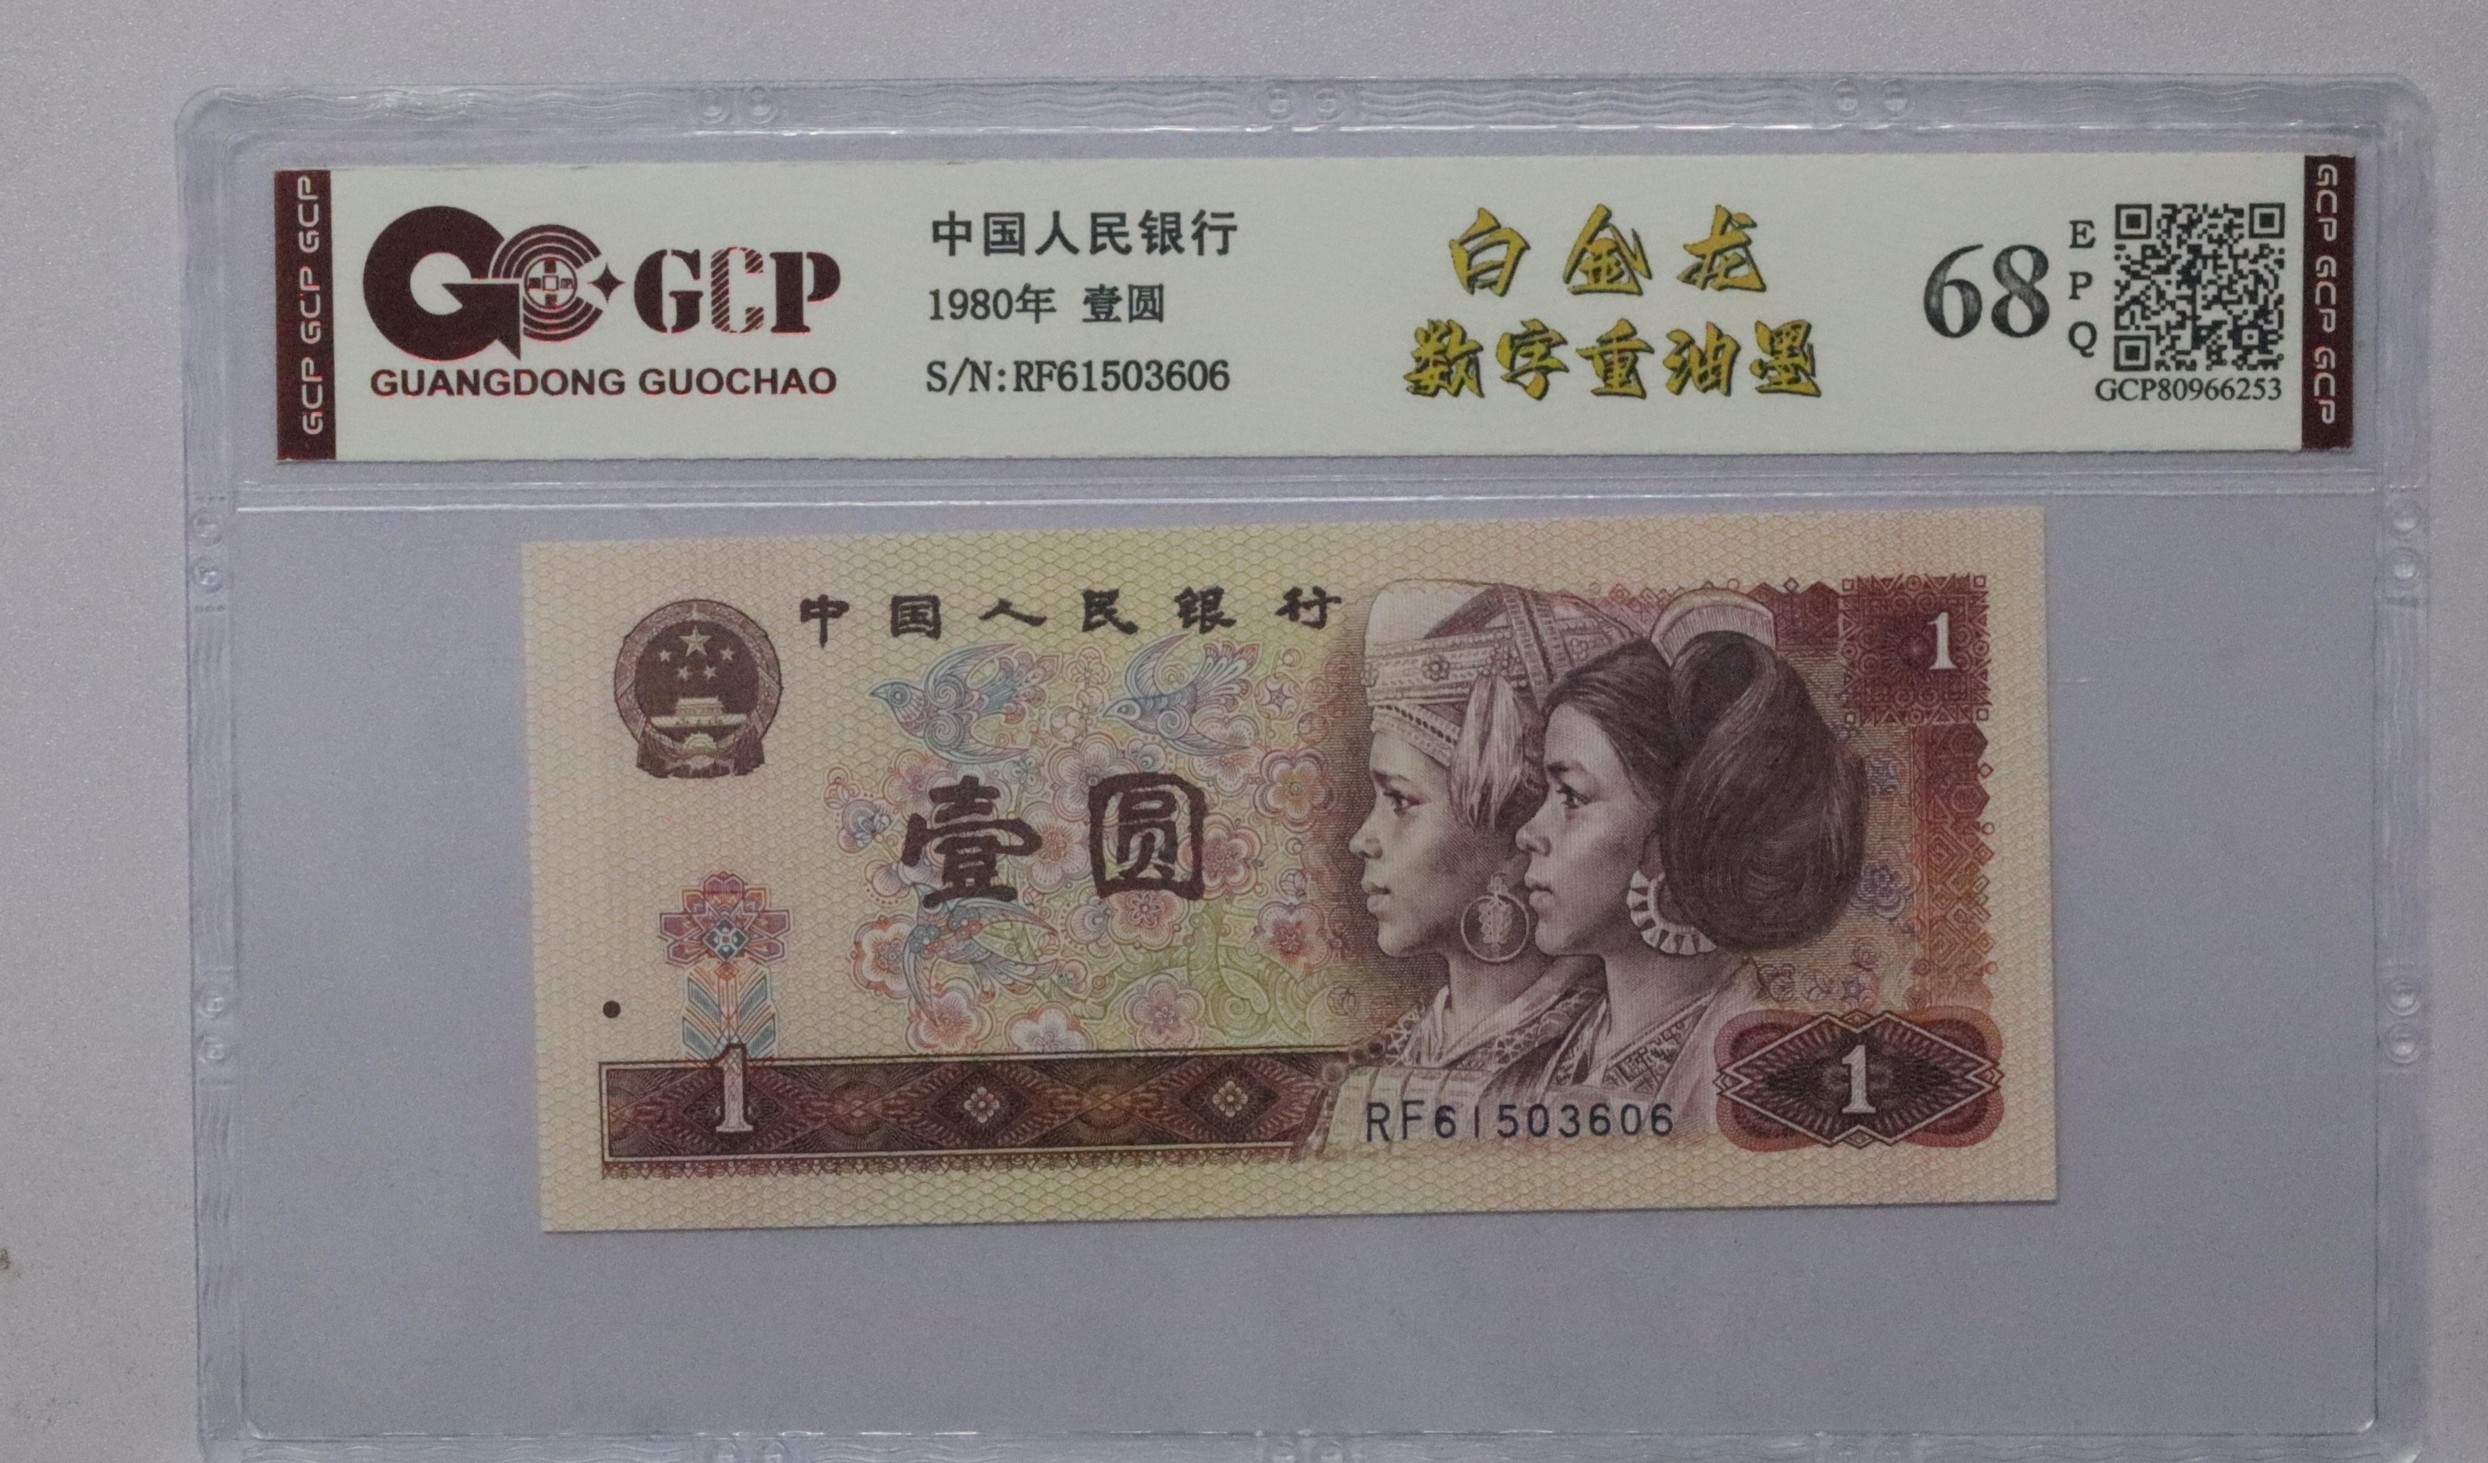 GCP GCP GCP
GCP
GUANGDONG GUOCHAO
中国人民银行
1980年 壹圆
S/N:RF61503606
白金龙
数字重油墨
68
E
P
Q
GCP80966253
GCP GCP GCP
中国人民银行
1
壹圆
1
1
RF61503606